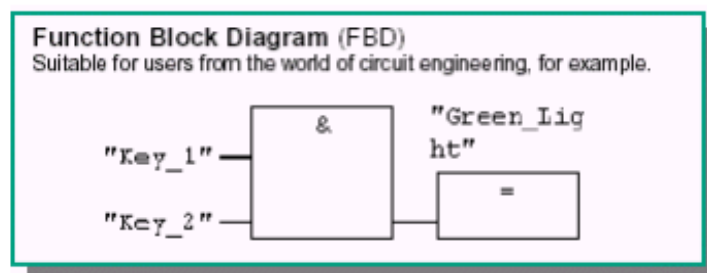 Function Block Diagram (FBD)
Suitable for users from the world of circuit engineering, for example.
&
"Green_Lig
ht"
"Key_1"
=
"Key_2"